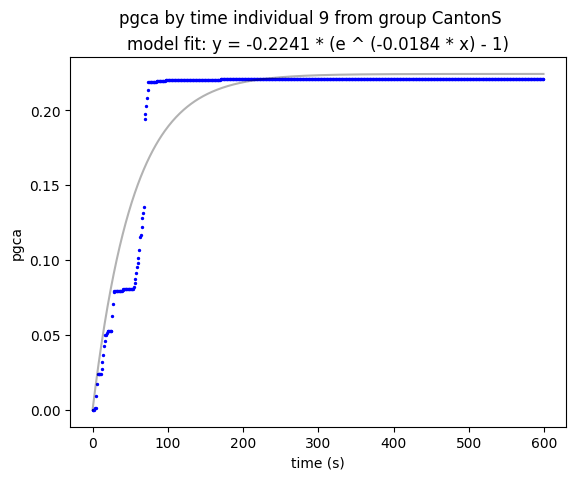 pgca by time individual 9 from group CantonS
model fit: y = -0.2241 * (e ^ (-0.0184 * x) - 1)
0.20
0.15
0.10
0.05
0.00
pgca
0 100 200 300 400 500 600
time (s)